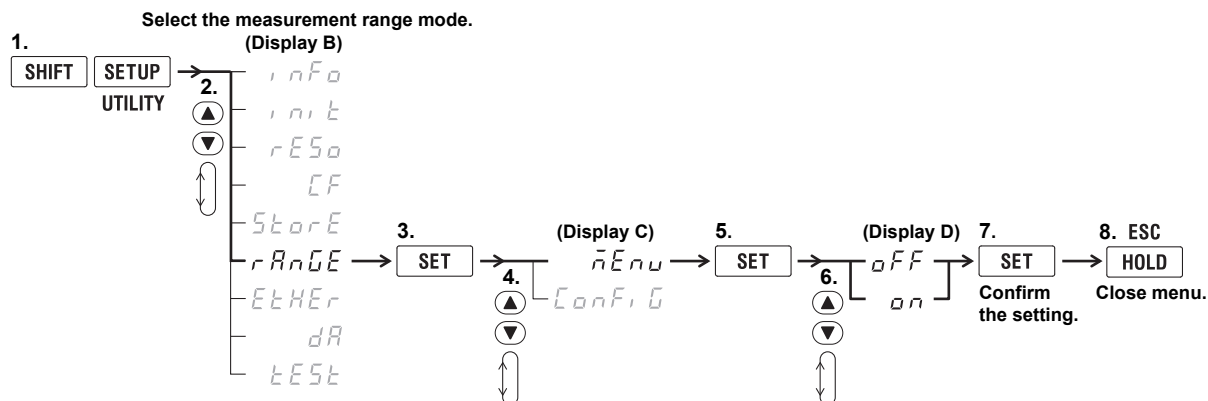 Select the measurement range mode.
1.
(Display B)
SHIFT SETUP
UTILITY
2.
inFo
init
rESo
CF
StorE
rAnGE
EtHEr
dA
tESt
3.
SET
4.
(Display C)
mEnu
ConFiG
5.
SET
6.
(Display D)
oFF
on
7.
SET
Confirm
the setting.
8. ESC
HOLD
Close menu.